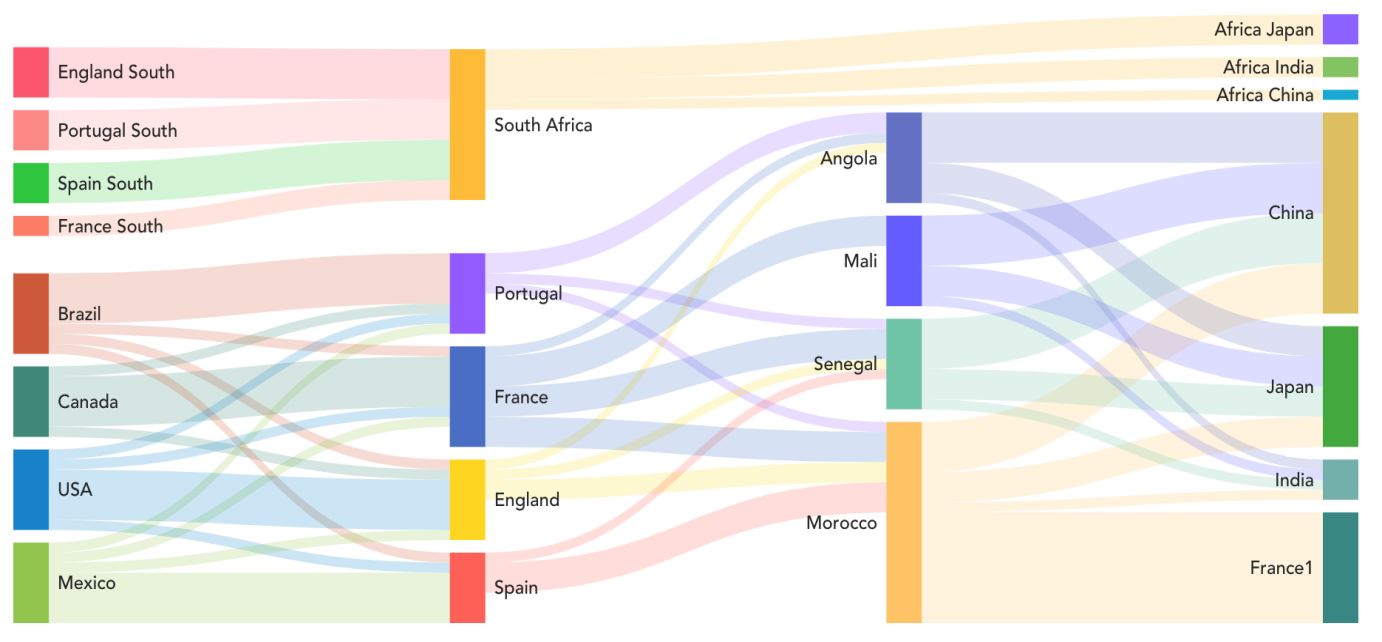 England South
Portugal South
Spain South
France South
Brazil
Canada
USA
Mexico
South Africa
Portugal
France
England
Spain
Angola
Mali
Senegal
Morocco
Africa Japan
Africa India
Africa China
China
Japan
India
France1